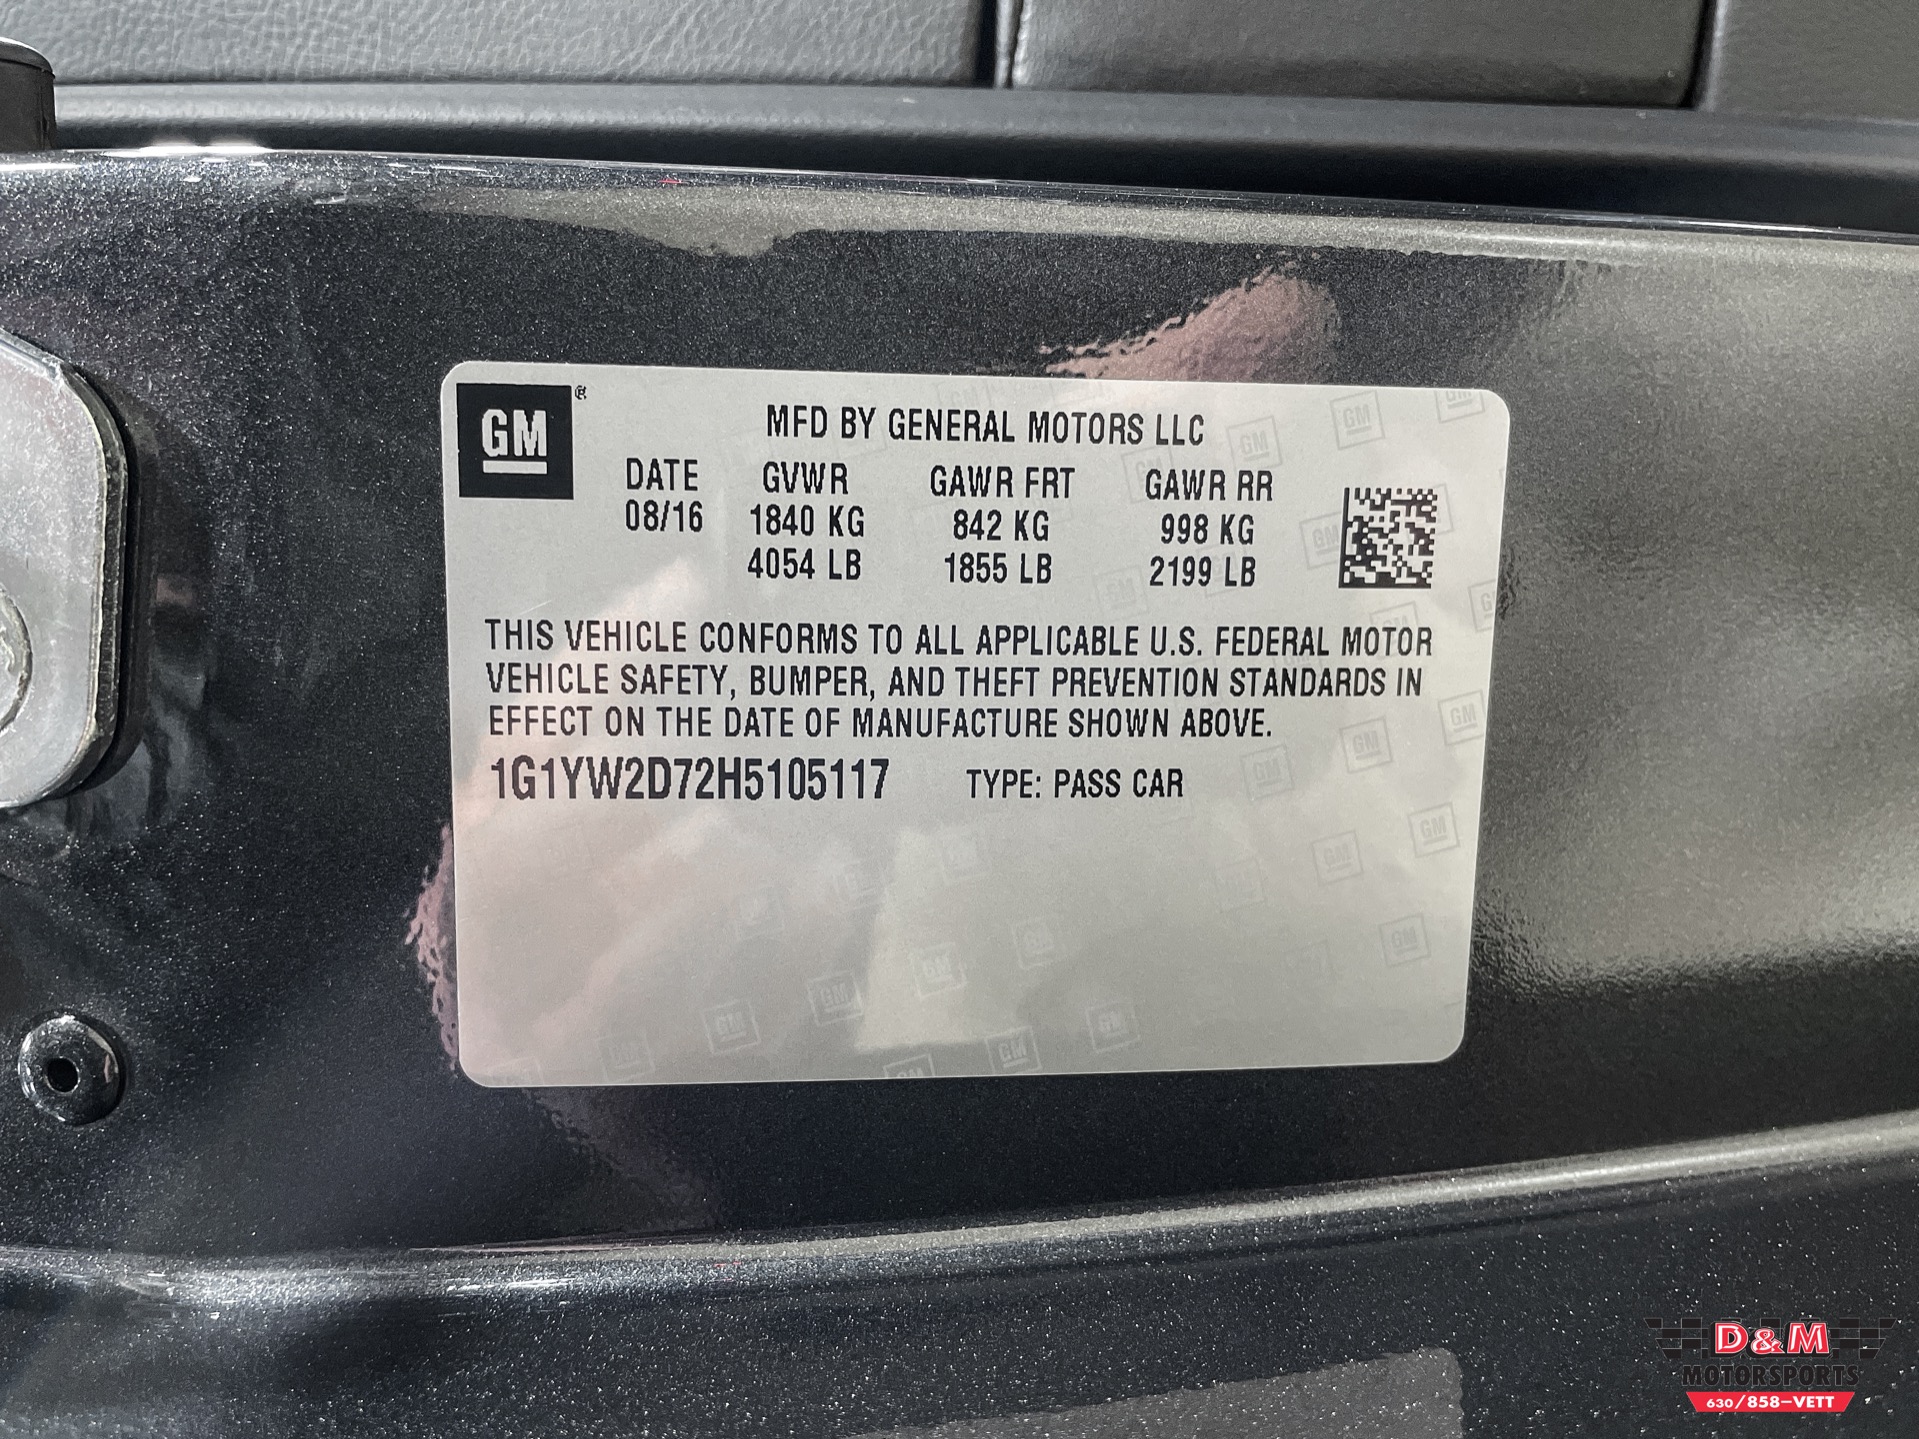 GM ®
MFD BY GENERAL MOTORS LLC
DATE GVWR GAWR FRT GAWR RR
08/16 1840 KG 842 KG 998 KG
4054 LB 1855 LB 2199 LB
THIS VEHICLE CONFORMS TO ALL APPLICABLE U.S. FEDERAL MOTOR
VEHICLE SAFETY, BUMPER, AND THEFT PREVENTION STANDARDS IN
EFFECT ON THE DATE OF MANUFACTURE SHOWN ABOVE.
1G1YW2D72H5105117 TYPE: PASS CAR
D&M
MOTORSPORTS
630/858-VETT